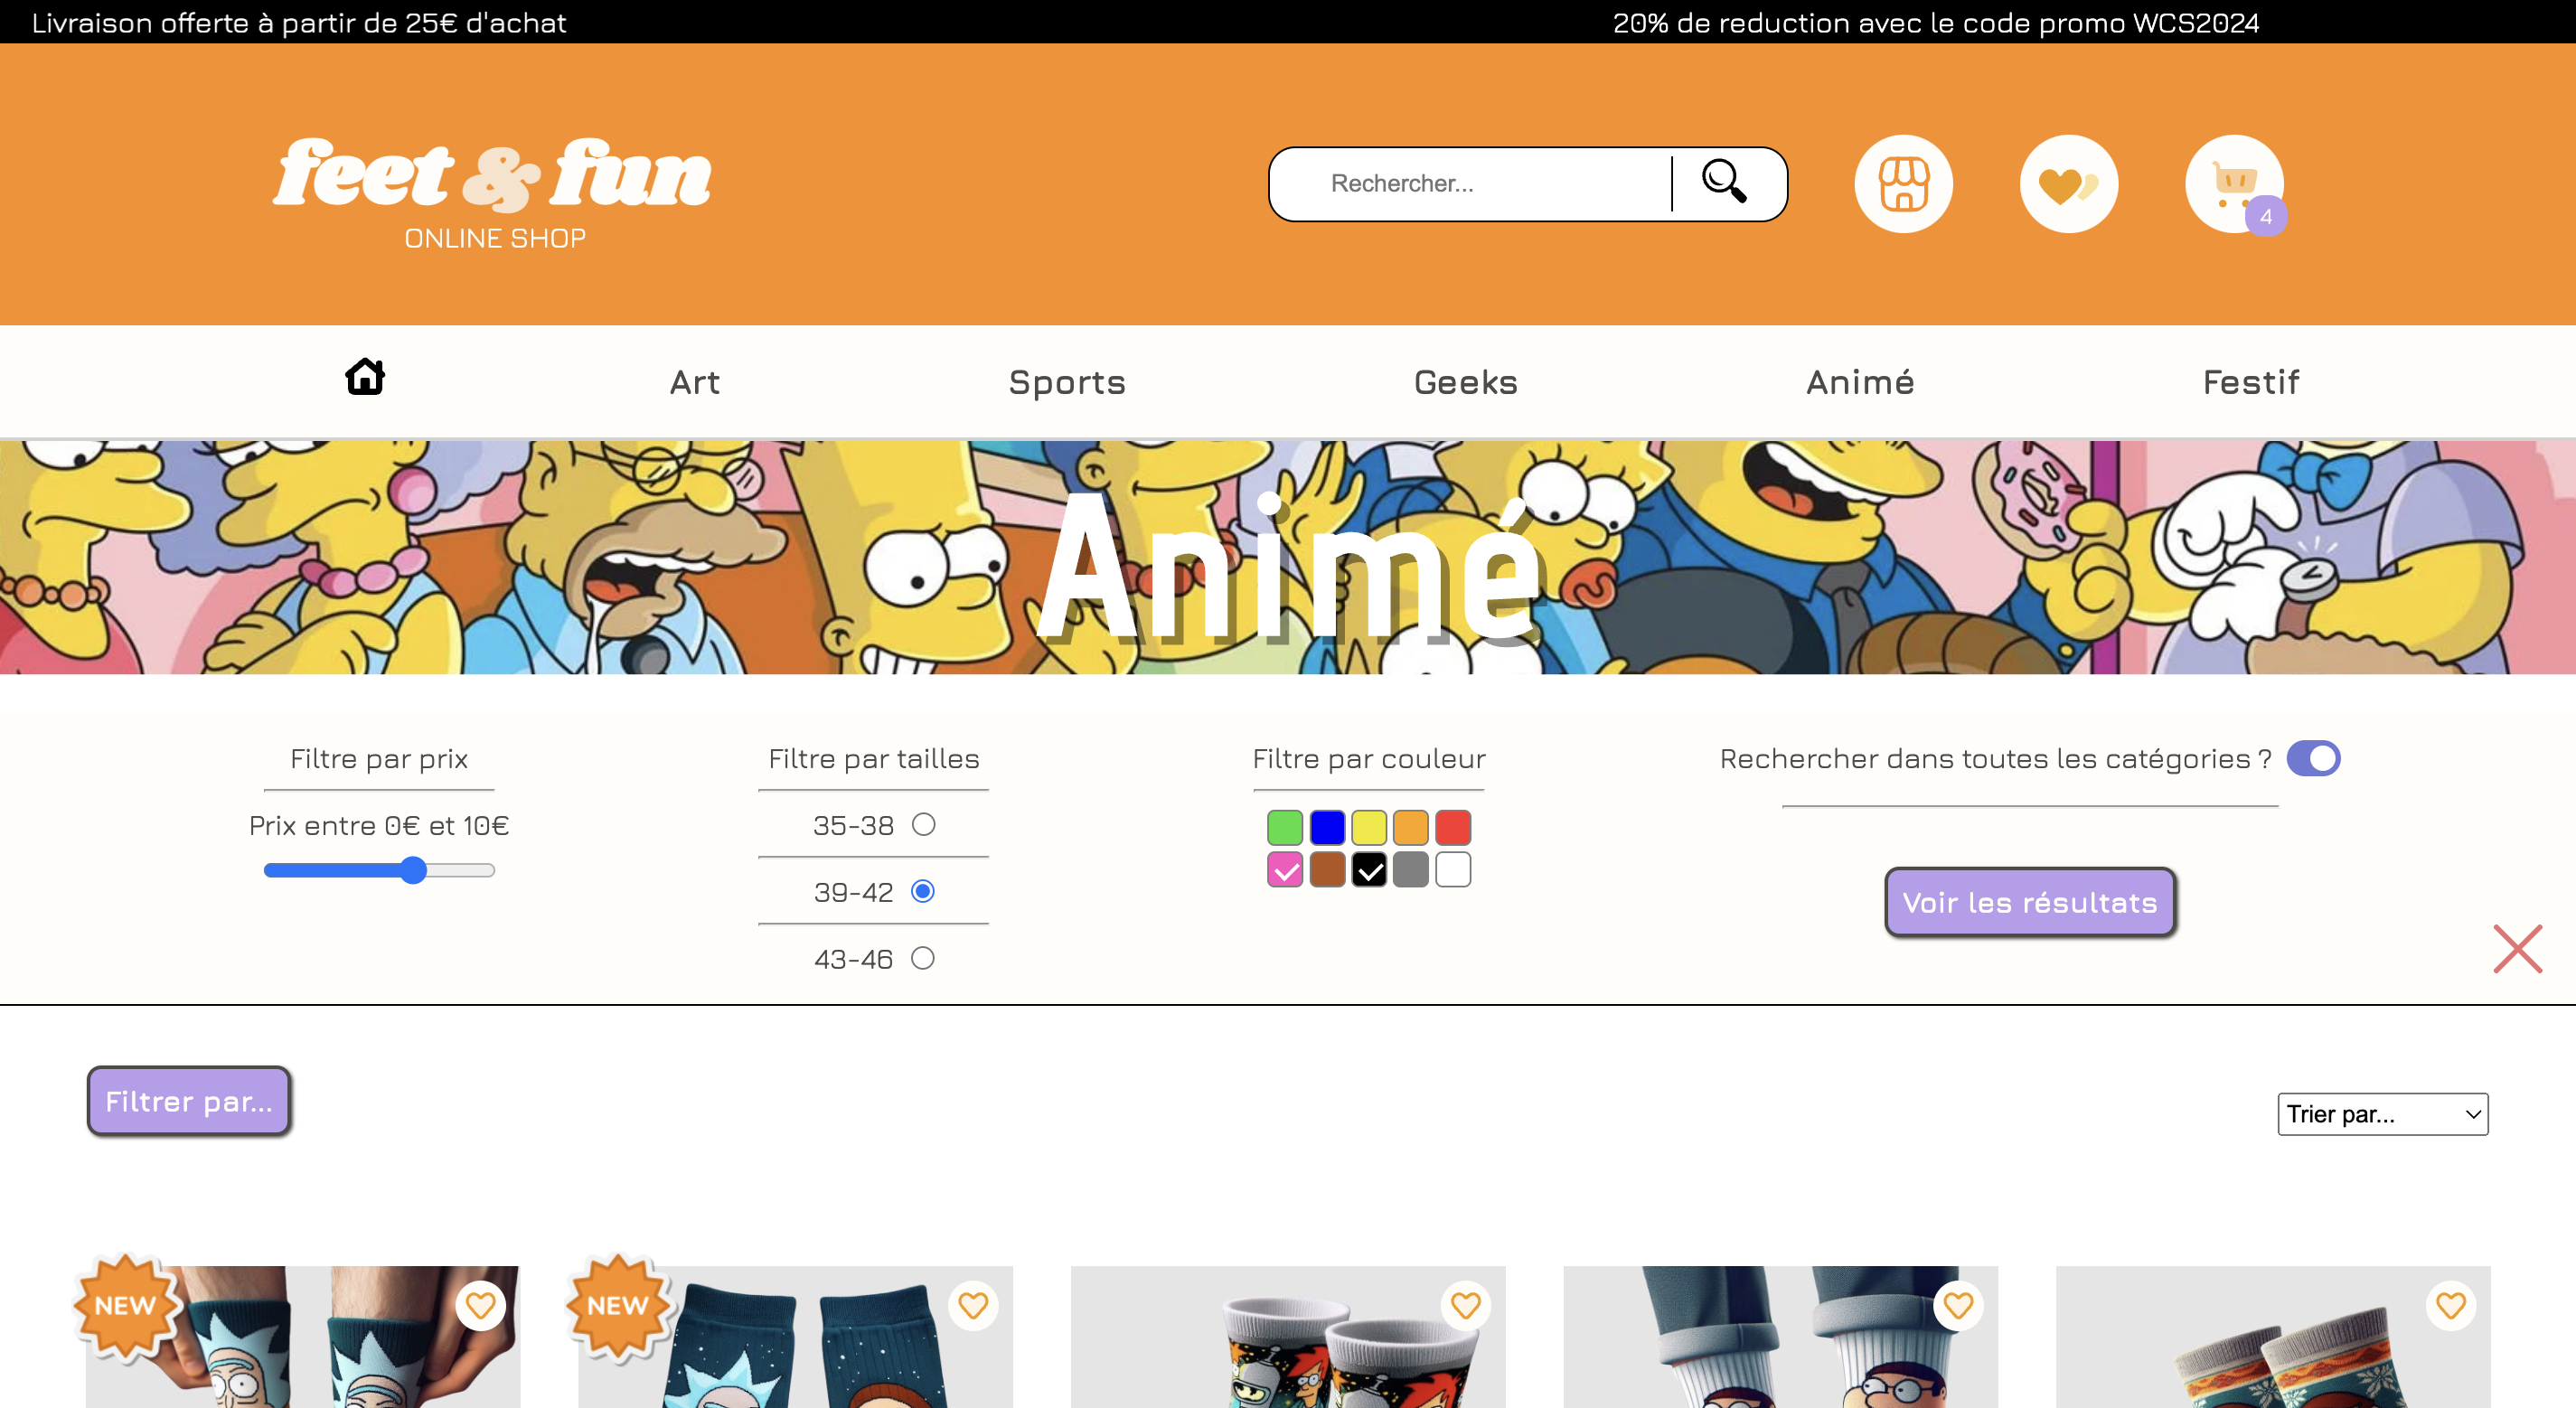 Livraison offerte à partir de 25€ d'achat
20% de reduction avec le code promo WCS2024
feet & fun
ONLINE SHOP
Rechercher...
4
Art
Sports
Geeks
Animé
Festif
Animé
Filtre par prix
Prix entre 0€ et 10€
Filtre par tailles
35-38
39-42
43-46
Filtre par couleur
Rechercher dans toutes les catégories ?
Voir les résultats
Filtrer par...
Trier par...
NEW
NEW